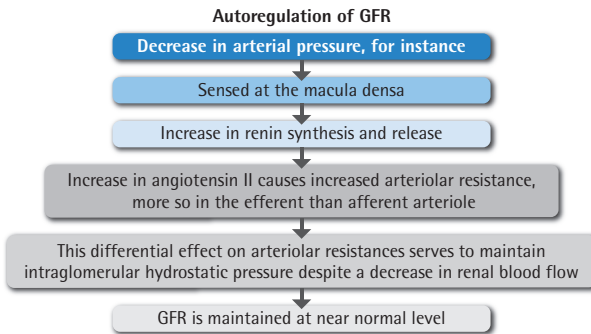 Autoregulation of GFR
Decrease in arterial pressure, for instance
Sensed at the macula densa
Increase in renin synthesis and release
Increase in angiotensin II causes increased arteriolar resistance,
more so in the efferent than afferent arteriole
This differential effect on arteriolar resistances serves to maintain
intraglomerular hydrostatic pressure despite a decrease in renal blood flow
GFR is maintained at near normal level